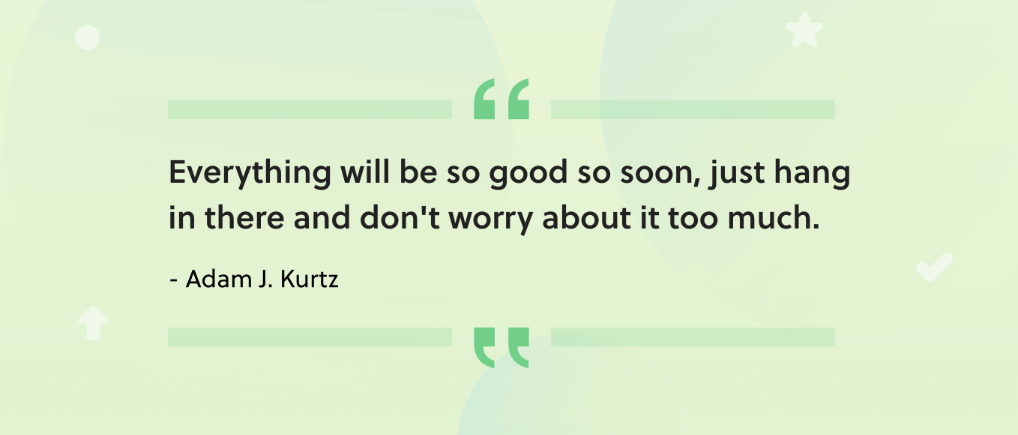 Everything will be so good so soon, just hang
in there and don't worry about it too much.
- Adam J. Kurtz